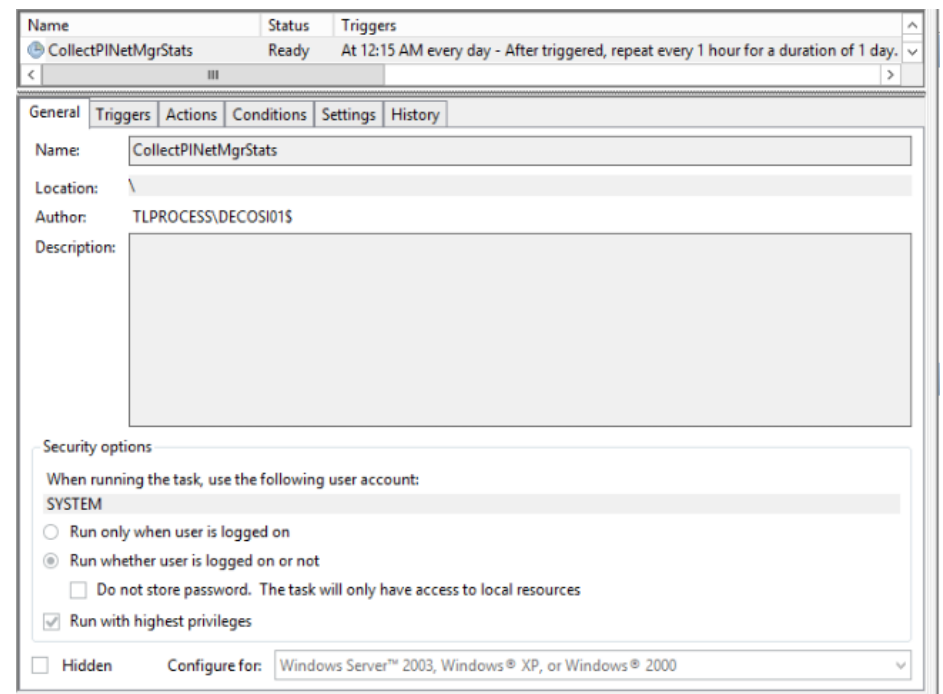 Name Status Triggers
CollectPINetMgrStats Ready At 12:15 AM every day - After triggered, repeat every 1 hour for a duration of 1 day.
General Triggers Actions Conditions Settings History
Name: CollectPINetMgrStats
Location: \
Author: TLPROCESS\DECOSI01$
Description:
Security options
When running the task, use the following user account:
SYSTEM
Run only when user is logged on
Run whether user is logged on or not
Do not store password. The task will only have access to local resources
Run with highest privileges
Hidden Configure for: Windows Server™ 2003, Windows® XP, or Windows® 2000